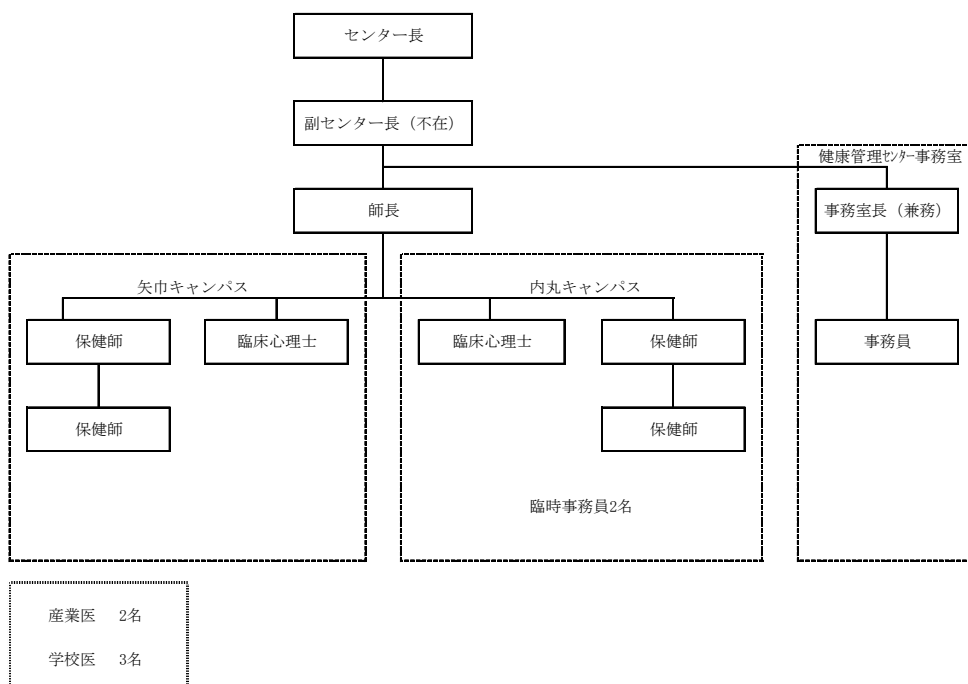 センター長
副センター長（不在）
健康管理ｾﾝﾀｰ事務室
師長
事務室長（兼務）
矢巾キャンパス
内丸キャンパス
保健師
臨床心理士
臨床心理士
保健師
事務員
保健師
保健師
臨時事務員2名
産業医 2名
学校医 3名